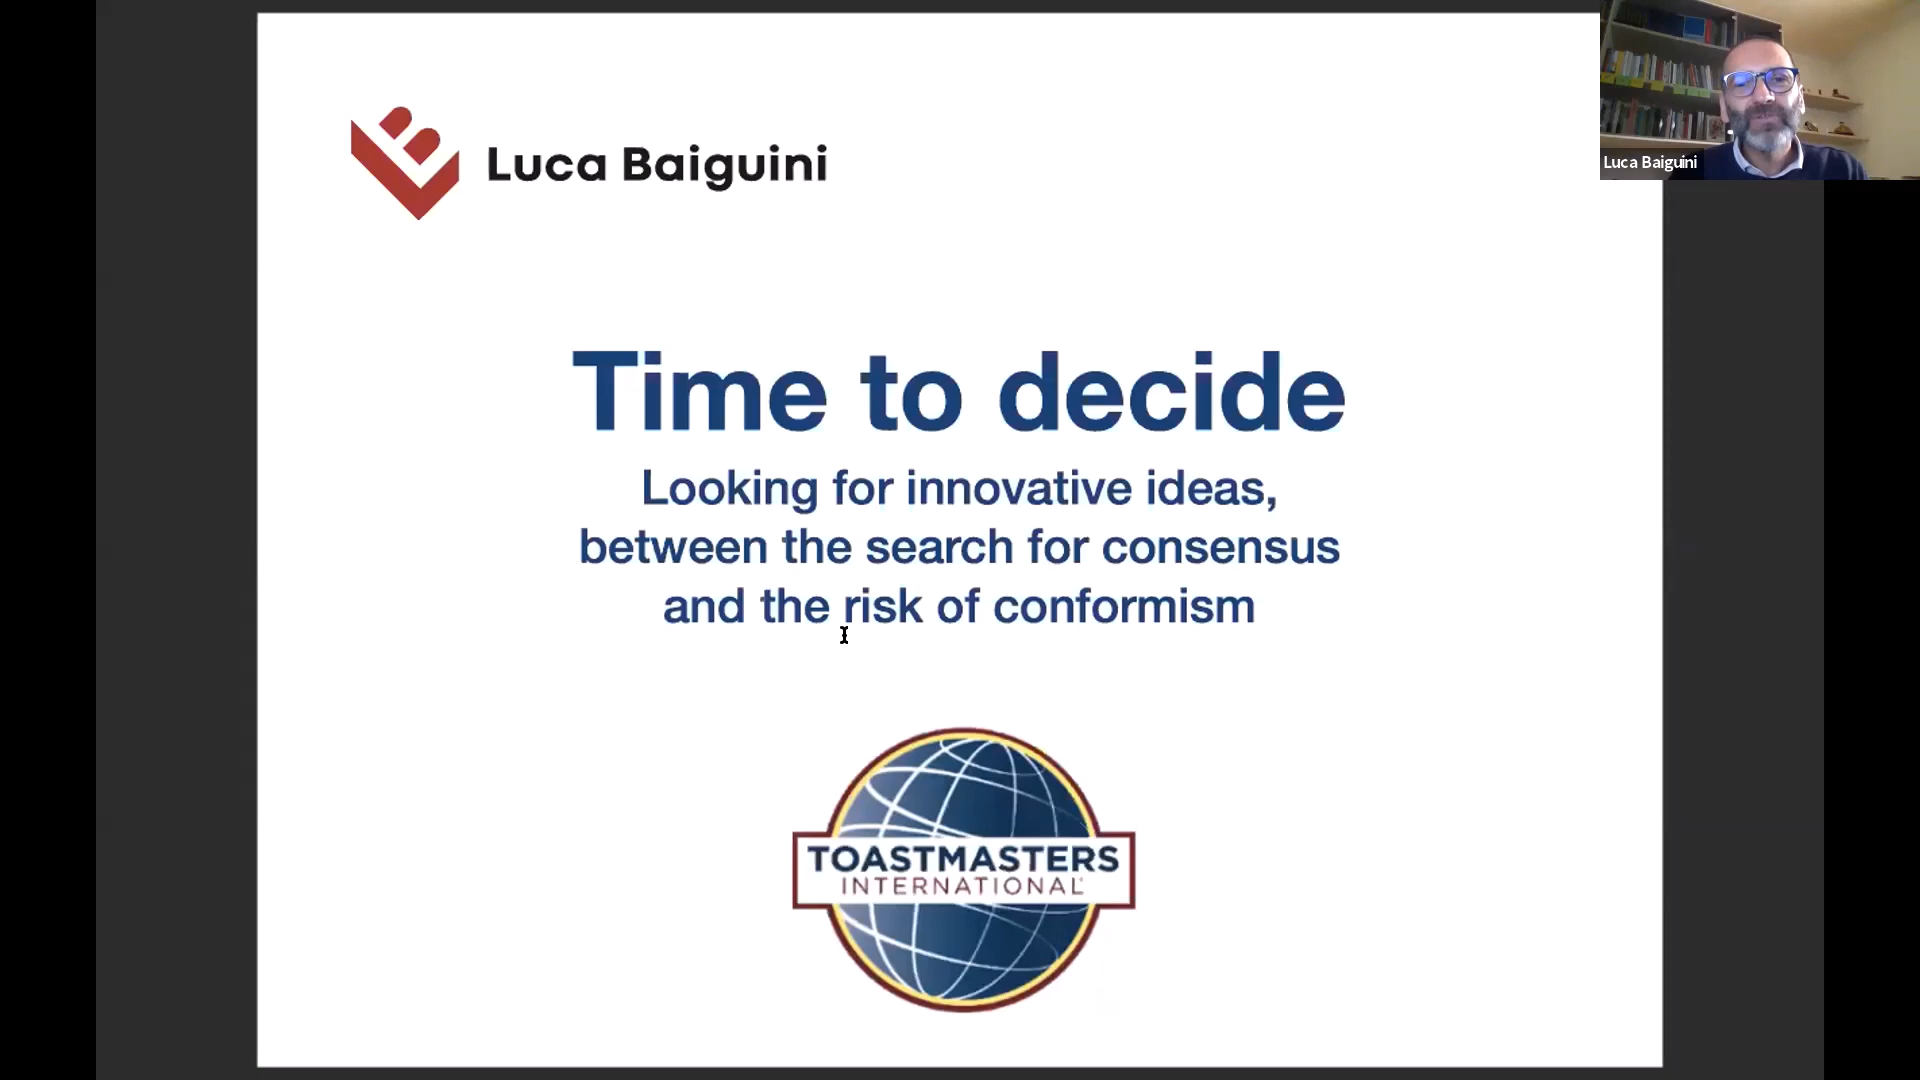 Luca Baiguini
Luca Baiguini
Time to decide
Looking for innovative ideas,
between the search for consensus
and the risk of conformism
TOASTMASTERS
INTERNATIONAL